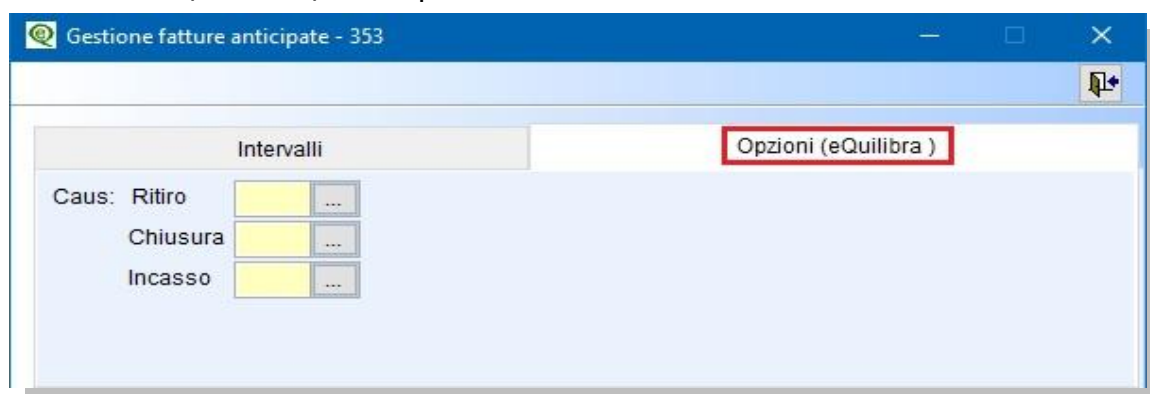 Gestione fatture anticipate - 353
Intervalli
Opzioni (eQuilibra )
Caus: Ritiro ...
Chiusura ...
Incasso ...